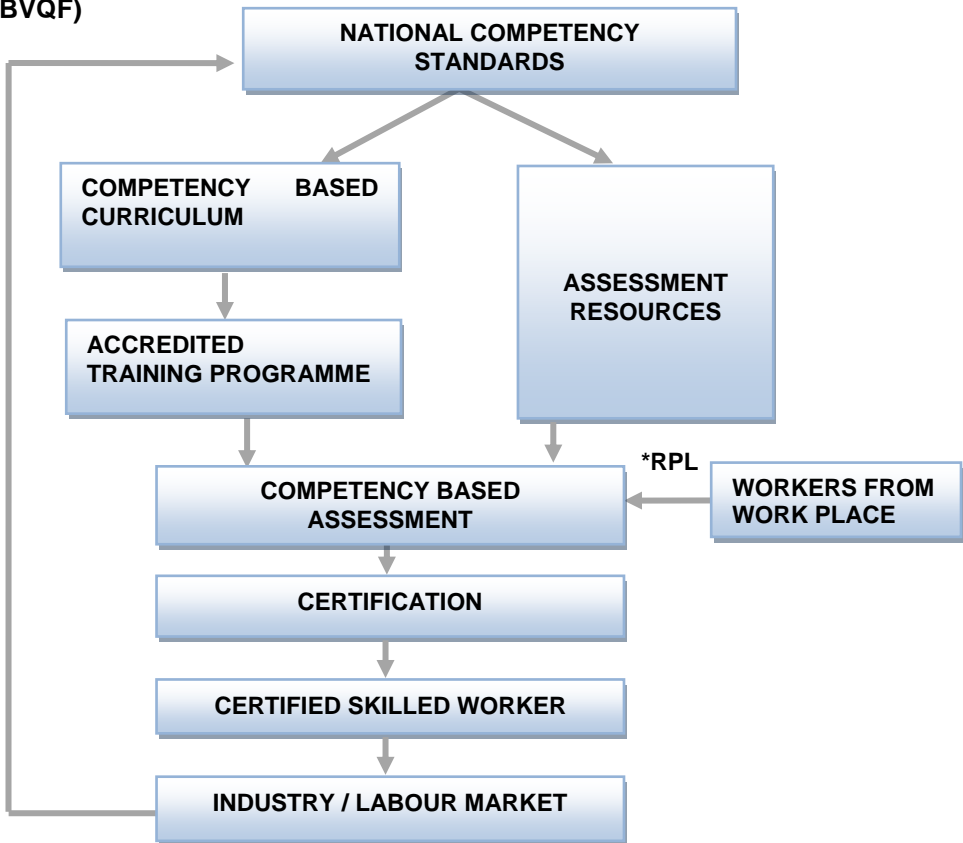 BVQF)
NATIONAL COMPETENCY
STANDARDS
COMPETENCY BASED
CURRICULUM
ASSESSMENT
RESOURCES
ACCREDITED
TRAINING PROGRAMME
*RPL
COMPETENCY BASED
ASSESSMENT
WORKERS FROM
WORK PLACE
CERTIFICATION
CERTIFIED SKILLED WORKER
INDUSTRY / LABOUR MARKET